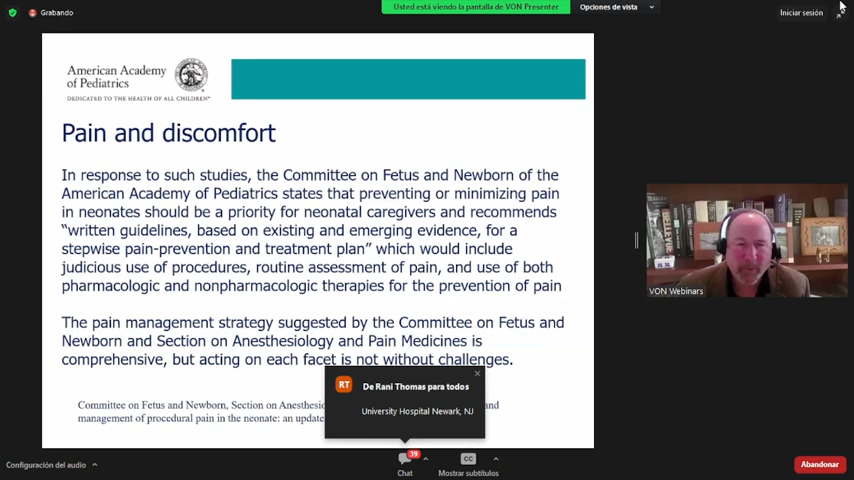 Grabando
Usted está viendo la pantalla de VON Presenter
Opciones de vista
Iniciar sesión
American Academy
of Pediatrics
DEDICATED TO THE HEALTH OF ALL CHILDREN™
Pain and discomfort
In response to such studies, the Committee on Fetus and Newborn of the
American Academy of Pediatrics states that preventing or minimizing pain
in neonates should be a priority for neonatal caregivers and recommends
“written guidelines, based on existing and emerging evidence, for a
stepwise pain-prevention and treatment plan” which would include
judicious use of procedures, routine assessment of pain, and use of both
pharmacologic and nonpharmacologic therapies for the prevention of pain
The pain management strategy suggested by the Committee on Fetus and
Newborn and Section on Anesthesiology and Pain Medicines is
comprehensive, but acting on each facet is not without challenges.
Committee on Fetus and Newborn, Section on Anesthesio and
management of procedural pain in the neonate: an update
RT
De Rani Thomas para todos
University Hospital Newark, NJ
VON Webinars
Configuración del audio
39
Chat
CC
Mostrar subtítulos
Abandonar